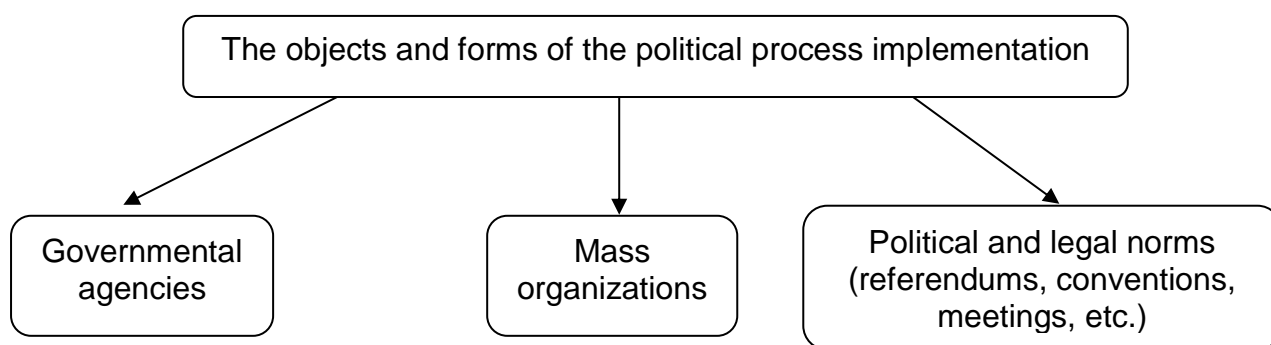 The objects and forms of the political process implementation
Governmental
agencies
Mass
organizations
Political and legal norms
(referendums, conventions,
meetings, etc.)